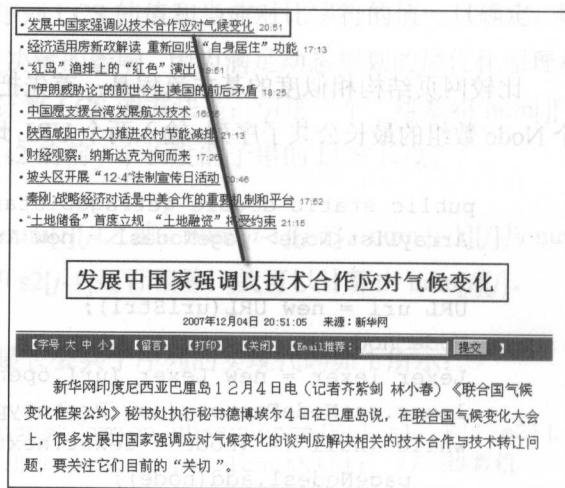 · 发展中国家强调以技术合作应对气候变化 20:51
· 经济适用房新政解读 重新回归“自身居住”功能 17:13
· “红岛”渔排上的“红色”演出
· [“伊朗威胁论”的前世今生]美国的前后矛盾 18:25
· 中国愿支援台湾发展航太技术
· 陕西咸阳市大力推进农村节能减排 21:13
· 财经观察：纳斯达克为何而来 17:26
· 坡头区开展“12·4”法制宣传日活动 20:46
· 秦刚:战略经济对话是中美合作的重要机制和平台 17:52
· “土地储备”首度立规 “土地融资”将受约束 21:15
发展中国家强调以技术合作应对气候变化
2007年12月04日 20:51:05 来源：新华网
【字号 大 中 小】 【留言】 【打印】 【关闭】 【Email推荐： 提交 】
新华网印度尼西亚巴厘岛１２月４日电（记者齐紫剑 林小春）《联合国气候
变化框架公约》秘书处执行秘书德博埃尔４日在巴厘岛说，在联合国气候变化大会
上，很多发展中国家强调应对气候变化的谈判应解决相关的技术合作与技术转让问
题，要关注它们目前的“关切”。